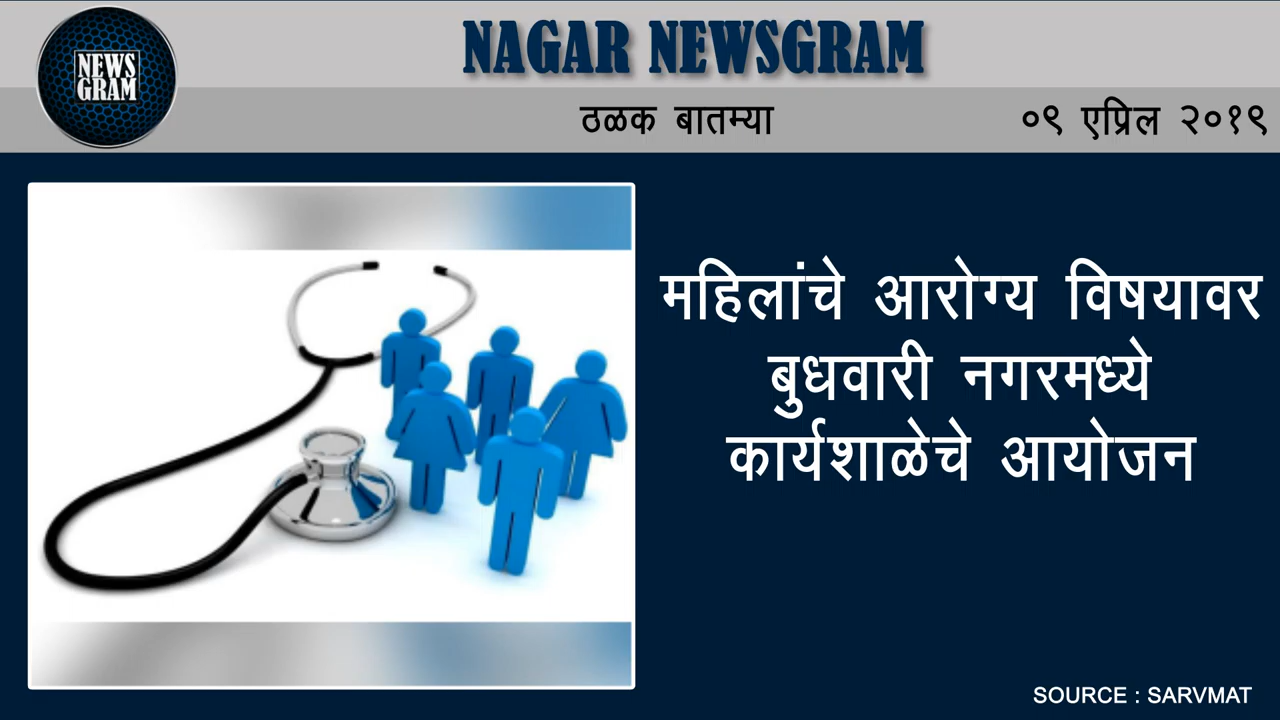 NEWS
GRAM
NAGAR NEWSGRAM
ठळक बातम्या
०९ एप्रिल २०१९
महिलांचे आरोग्य विषयावर
बुधवारी नगरमध्ये
कार्यशाळेचे आयोजन
SOURCE : SARVMAT